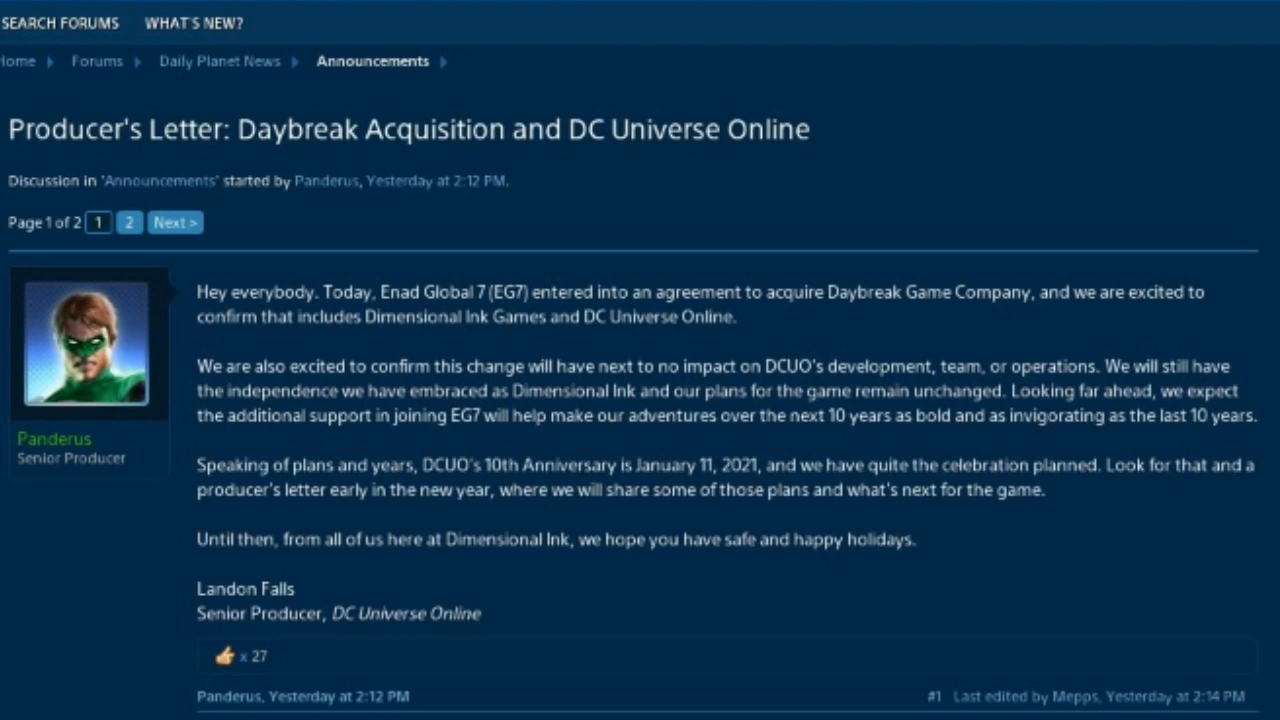 SEARCH FORUMS WHAT'S NEW?
Home Forums Daily Planet News Announcements
Producer's Letter: Daybreak Acquisition and DC Universe Online
Discussion in 'Announcements' started by Panderus, Yesterday at 2:12 PM.
Page 1 of 2 1 2 Next >
Hey everybody. Today, Enad Global 7 (EG7) entered into an agreement to acquire Daybreak Game Company, and we are excited to
confirm that includes Dimensional Ink Games and DC Universe Online.
We are also excited to confirm this change will have next to no impact on DCUO's development, team, or operations. We will still have
the independence we have embraced as Dimensional Ink and our plans for the game remain unchanged. Looking far ahead, we expect
the additional support in joining EG7 will help make our adventures over the next 10 years as bold and as invigorating as the last 10 years.
Panderus
Senior Producer
Speaking of plans and years, DCUO's 10th Anniversary is January 11, 2021, and we have quite the celebration planned. Look for that and a
producer's letter early in the new year, where we will share some of those plans and what's next for the game.
Until then, from all of us here at Dimensional Ink, we hope you have safe and happy holidays.
Landon Falls
Senior Producer, DC Universe Online
x 27
Panderus, Yesterday at 2:12 PM #1 Last edited by Mepps, Yesterday at 2:14 PM